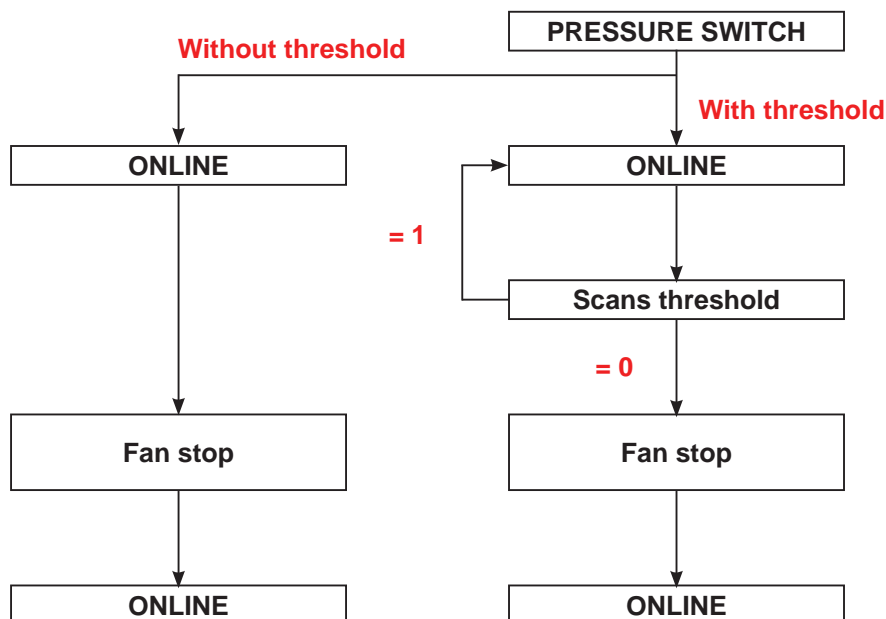 PRESSURE SWITCH
Without threshold
With threshold
ONLINE
ONLINE
= 1
Scans threshold
= 0
Fan stop
Fan stop
ONLINE
ONLINE